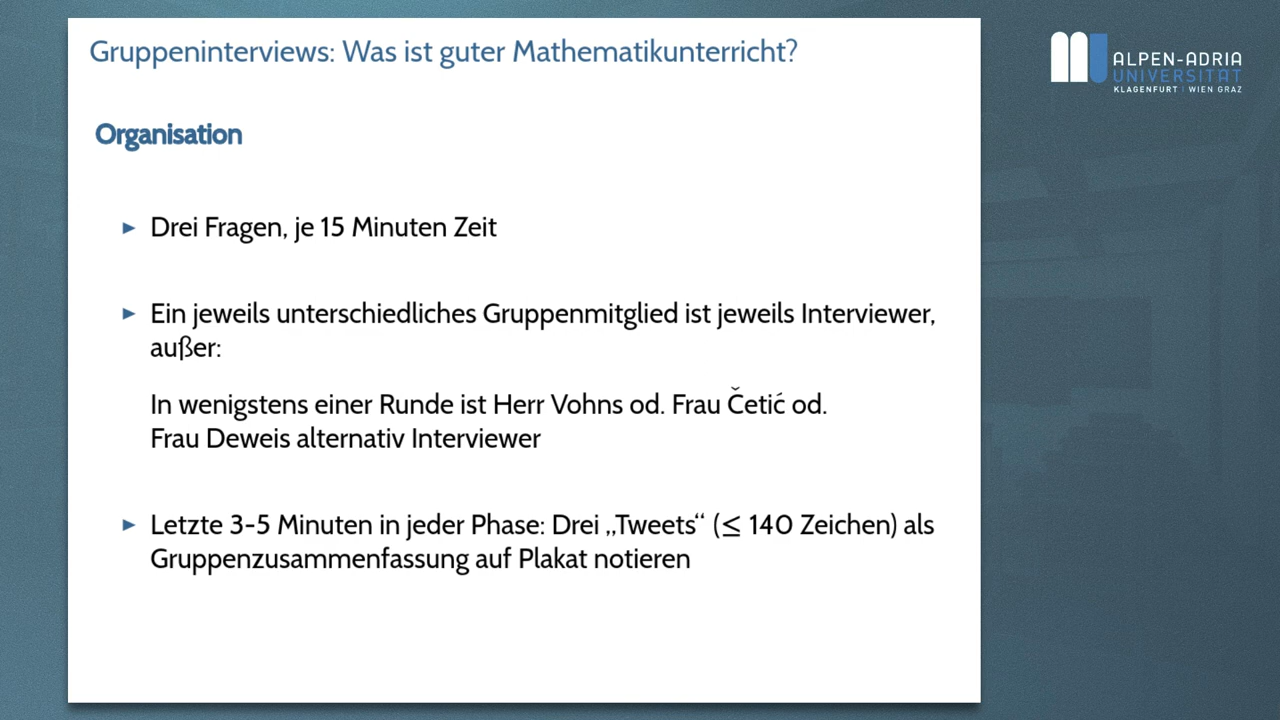 Gruppeninterviews: Was ist guter Mathematikunterricht?
ALPEN-ADRIA
UNIVERSITÄT
KLAGENFURT | WIEN GRAZ
Organisation
► Drei Fragen, je 15 Minuten Zeit
► Ein jeweils unterschiedliches Gruppenmitglied ist jeweils Interviewer,
außer:
In wenigstens einer Runde ist Herr Vohns od. Frau Četić od.
Frau Deweis alternativ Interviewer
► Letzte 3-5 Minuten in jeder Phase: Drei „Tweets“ (≤ 140 Zeichen) als
Gruppenzusammenfassung auf Plakat notieren